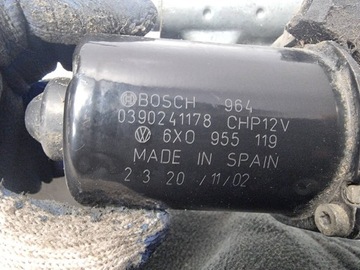 BOSCH 964
0390241178 CHP12V
6X0 955 119
MADE IN SPAIN
2 3 20 /11/02